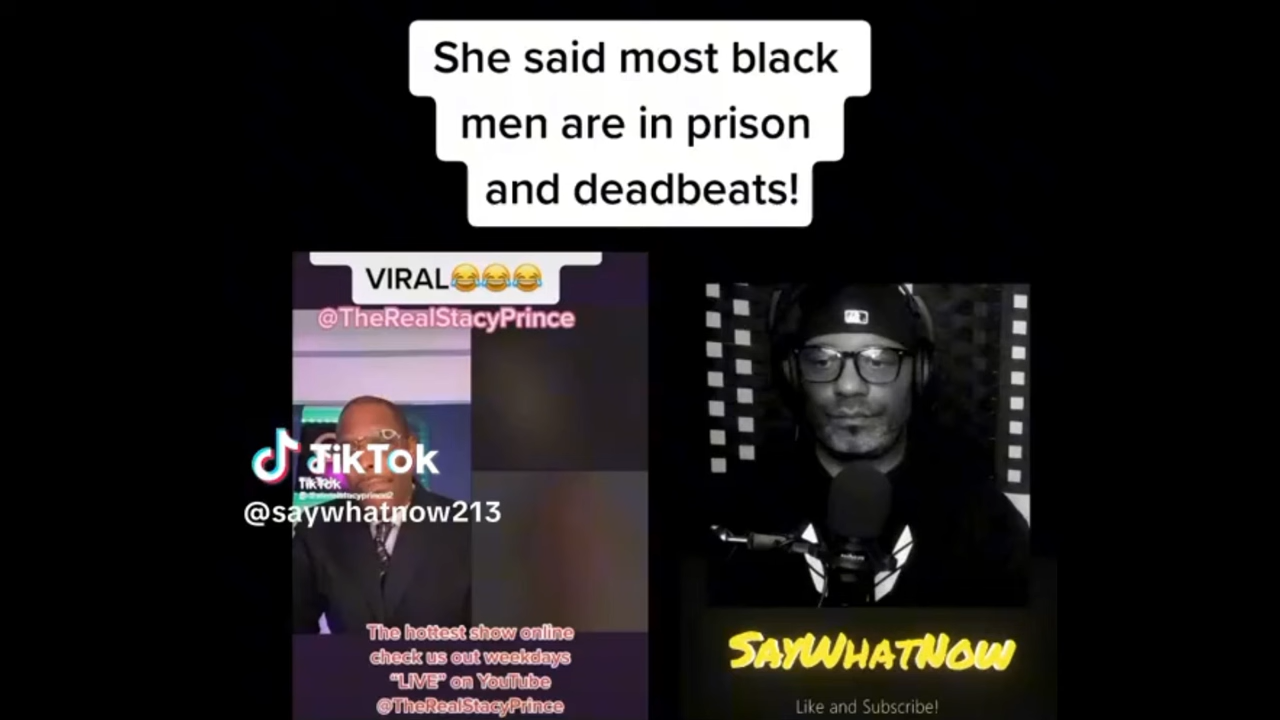 She said most black
men are in prison
and deadbeats!
VIRAL😂😂😂
@TheRealStacyPrince
TikTok
TikTok
@saywhatnow213
The hottest show online
check us out weekdays
“LIVE” on YouTube
@TheRealStacyPrince
SAYWHATNOW
Like and Subscribe!